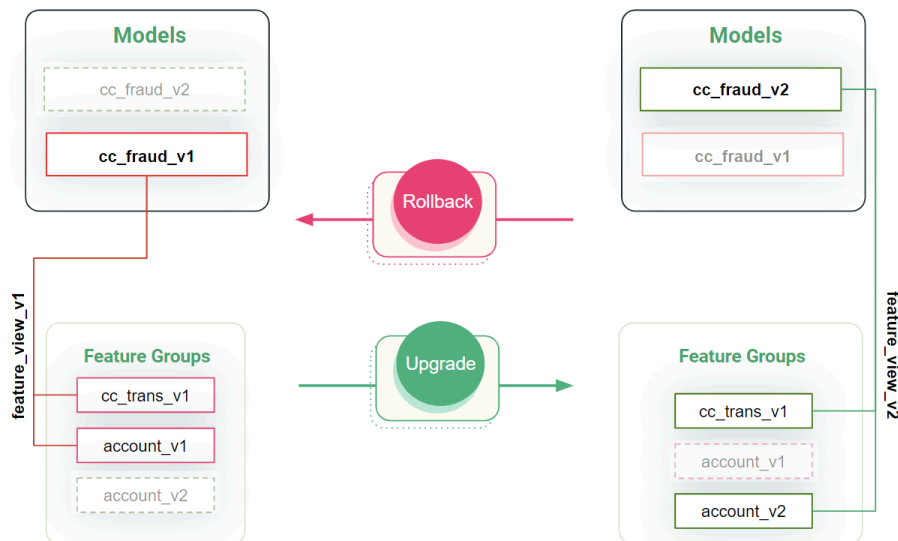 Models
cc_fraud_v2
cc_fraud_v1
feature_view_v1
Feature Groups
cc_trans_v1
account_v1
account_v2
Rollback
Upgrade
Models
cc_fraud_v2
cc_fraud_v1
feature_view_v2
Feature Groups
cc_trans_v1
account_v1
account_v2